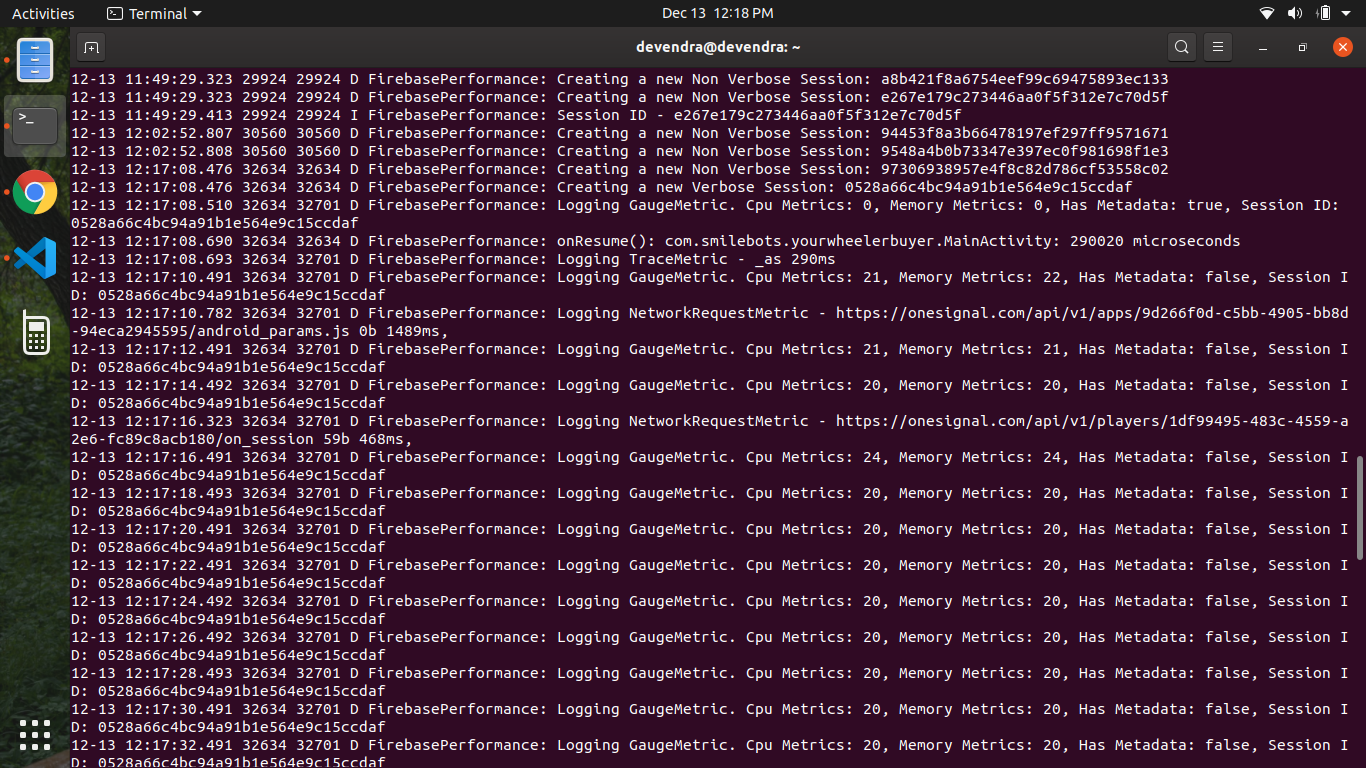 Activities
Terminal
Dec 13 12:18 PM
devendra@devendra: ~
12-13 11:49:29.323 29924 29924 D FirebasePerformance: Creating a new Non Verbose Session: a8b421f8a6754eef99c69475893ec133
12-13 11:49:29.323 29924 29924 D FirebasePerformance: Creating a new Non Verbose Session: e267e179c273446aa0f5f312e7c70d5f
12-13 11:49:29.413 29924 29924 I FirebasePerformance: Session ID - e267e179c273446aa0f5f312e7c70d5f
12-13 12:02:52.807 30560 30560 D FirebasePerformance: Creating a new Non Verbose Session: 94453f8a3b66478197ef297ff9571671
12-13 12:02:52.808 30560 30560 D FirebasePerformance: Creating a new Non Verbose Session: 9548a4b0b73347e397ec0f981698f1e3
12-13 12:17:08.476 32634 32634 D FirebasePerformance: Creating a new Non Verbose Session: 97306938957e4f8c82d786cf53558c02
12-13 12:17:08.476 32634 32634 D FirebasePerformance: Creating a new Verbose Session: 0528a66c4bc94a91b1e564e9c15ccdaf
12-13 12:17:08.510 32634 32701 D FirebasePerformance: Logging GaugeMetric. Cpu Metrics: 0, Memory Metrics: 0, Has Metadata: true, Session ID:
0528a66c4bc94a91b1e564e9c15ccdaf
12-13 12:17:08.690 32634 32634 D FirebasePerformance: onResume(): com.smilebots.yourwheelerbuyer.MainActivity: 290020 microseconds
12-13 12:17:08.693 32634 32701 D FirebasePerformance: Logging TraceMetric - _as 290ms
12-13 12:17:10.491 32634 32701 D FirebasePerformance: Logging GaugeMetric. Cpu Metrics: 21, Memory Metrics: 22, Has Metadata: false, Session I
D: 0528a66c4bc94a91b1e564e9c15ccdaf
12-13 12:17:10.782 32634 32701 D FirebasePerformance: Logging NetworkRequestMetric - https://onesignal.com/api/v1/apps/9d266f0d-c5bb-4905-bb8d
-94eca2945595/android_params.js 0b 1489ms,
12-13 12:17:12.491 32634 32701 D FirebasePerformance: Logging GaugeMetric. Cpu Metrics: 21, Memory Metrics: 21, Has Metadata: false, Session I
D: 0528a66c4bc94a91b1e564e9c15ccdaf
12-13 12:17:14.492 32634 32701 D FirebasePerformance: Logging GaugeMetric. Cpu Metrics: 20, Memory Metrics: 20, Has Metadata: false, Session I
D: 0528a66c4bc94a91b1e564e9c15ccdaf
12-13 12:17:16.323 32634 32701 D FirebasePerformance: Logging NetworkRequestMetric - https://onesignal.com/api/v1/players/1df99495-483c-4559-a
2e6-fc89c8acb180/on_session 59b 468ms,
12-13 12:17:16.491 32634 32701 D FirebasePerformance: Logging GaugeMetric. Cpu Metrics: 24, Memory Metrics: 24, Has Metadata: false, Session I
D: 0528a66c4bc94a91b1e564e9c15ccdaf
12-13 12:17:18.493 32634 32701 D FirebasePerformance: Logging GaugeMetric. Cpu Metrics: 20, Memory Metrics: 20, Has Metadata: false, Session I
D: 0528a66c4bc94a91b1e564e9c15ccdaf
12-13 12:17:20.491 32634 32701 D FirebasePerformance: Logging GaugeMetric. Cpu Metrics: 20, Memory Metrics: 20, Has Metadata: false, Session I
D: 0528a66c4bc94a91b1e564e9c15ccdaf
12-13 12:17:22.491 32634 32701 D FirebasePerformance: Logging GaugeMetric. Cpu Metrics: 20, Memory Metrics: 20, Has Metadata: false, Session I
D: 0528a66c4bc94a91b1e564e9c15ccdaf
12-13 12:17:24.492 32634 32701 D FirebasePerformance: Logging GaugeMetric. Cpu Metrics: 20, Memory Metrics: 20, Has Metadata: false, Session I
D: 0528a66c4bc94a91b1e564e9c15ccdaf
12-13 12:17:26.492 32634 32701 D FirebasePerformance: Logging GaugeMetric. Cpu Metrics: 20, Memory Metrics: 20, Has Metadata: false, Session I
D: 0528a66c4bc94a91b1e564e9c15ccdaf
12-13 12:17:28.493 32634 32701 D FirebasePerformance: Logging GaugeMetric. Cpu Metrics: 20, Memory Metrics: 20, Has Metadata: false, Session I
D: 0528a66c4bc94a91b1e564e9c15ccdaf
12-13 12:17:30.491 32634 32701 D FirebasePerformance: Logging GaugeMetric. Cpu Metrics: 20, Memory Metrics: 20, Has Metadata: false, Session I
D: 0528a66c4bc94a91b1e564e9c15ccdaf
12-13 12:17:32.491 32634 32701 D FirebasePerformance: Logging GaugeMetric. Cpu Metrics: 20, Memory Metrics: 20, Has Metadata: false, Session I
D: 0528a66c4bc94a91b1e564e9c15ccdaf